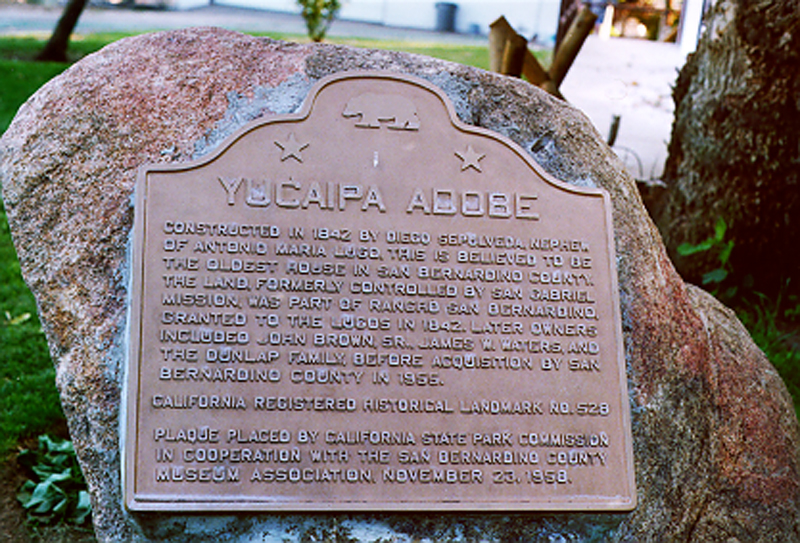 YUCAIPA ADOBE
CONSTRUCTED IN 1842 BY DIEGO SEPULVEDA, NEPHEW
OF ANTONIO MARIA LUGO, THIS IS BELIEVED TO BE
THE OLDEST HOUSE IN SAN BERNARDINO COUNTY.
THE LAND, FORMERLY CONTROLLED BY SAN GABRIEL
MISSION, WAS PART OF RANCHO SAN BERNARDINO,
GRANTED TO THE LUGOS IN 1842. LATER OWNERS
INCLUDED JOHN BROWN, SR., JAMES W. WATERS, AND
THE DUNLAP FAMILY, BEFORE ACQUISITION BY SAN
BERNARDINO COUNTY IN 1955.
CALIFORNIA REGISTERED HISTORICAL LANDMARK NO. 528
PLAQUE PLACED BY CALIFORNIA STATE PARK COMMISSION
IN COOPERATION WITH THE SAN BERNARDINO COUNTY
MUSEUM ASSOCIATION, NOVEMBER 23, 1958.